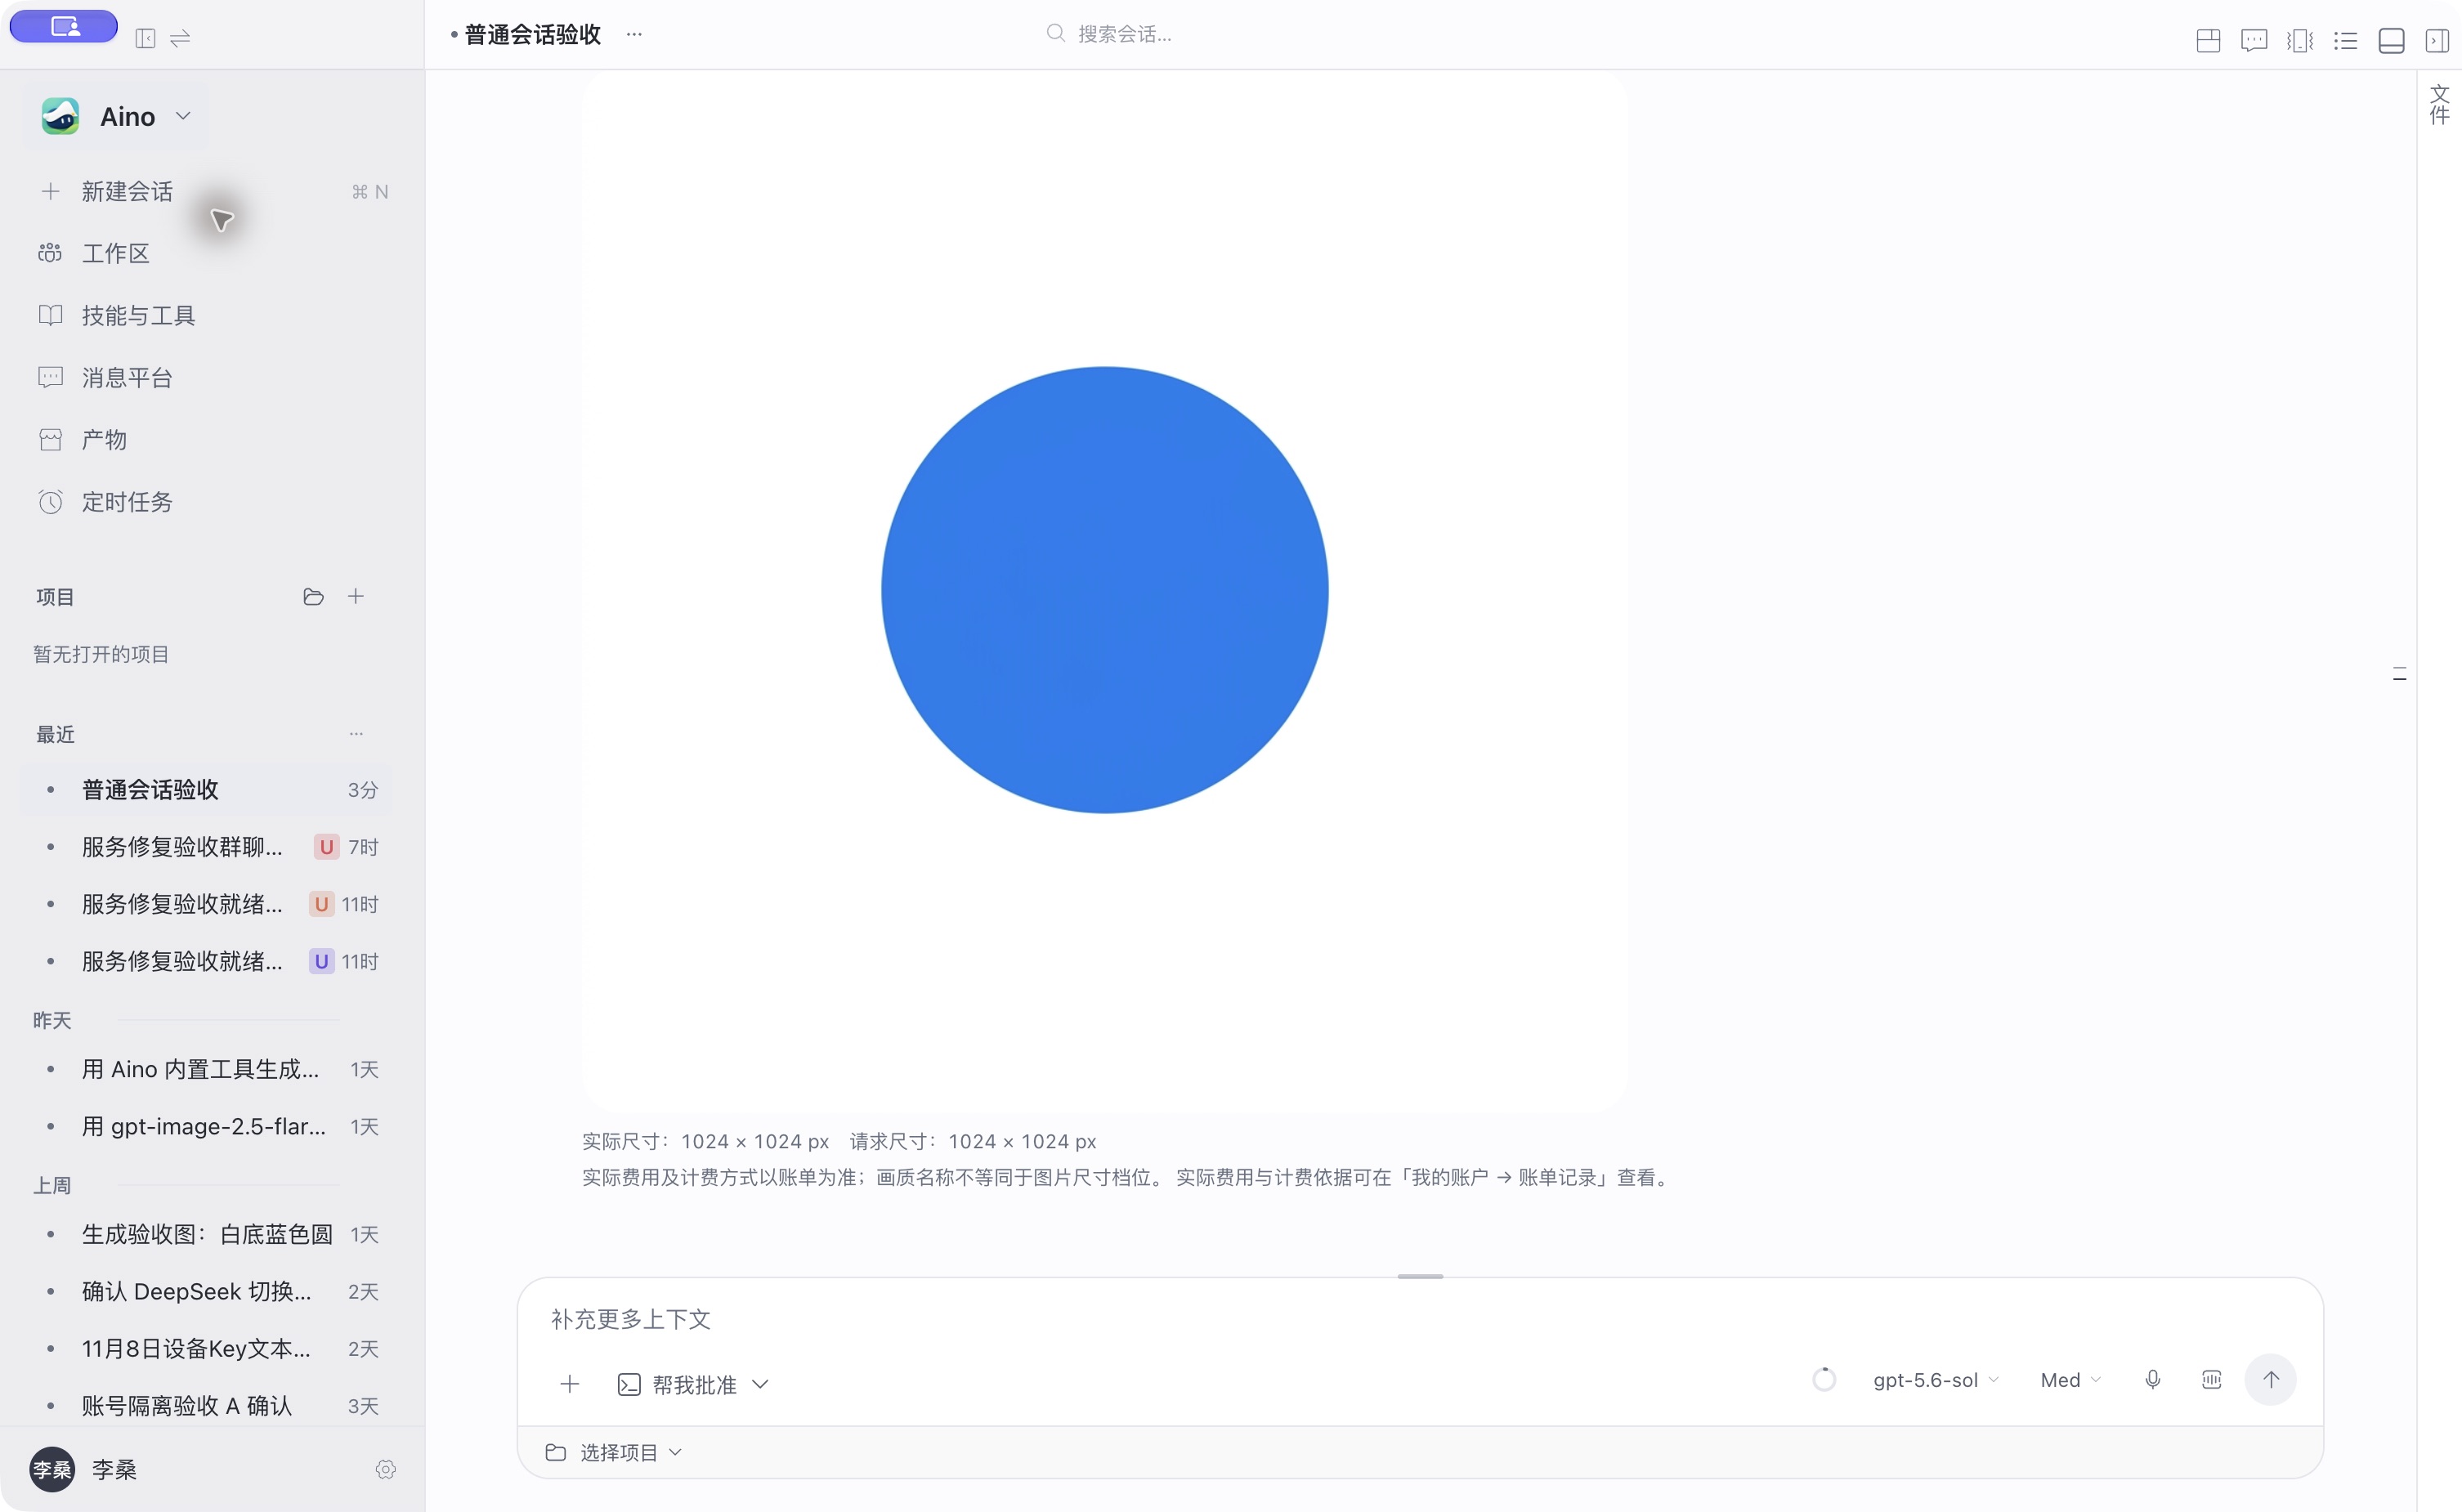 普通会话验收
搜索会话...
文件
Aino
新建会话 ⌘ N
工作区
技能与工具
消息平台
产物
定时任务
项目
暂无打开的项目
最近
普通会话验收 3分
服务修复验收群聊... U 7时
服务修复验收就绪... U 11时
服务修复验收就绪... U 11时
昨天
用 Aino 内置工具生成... 1天
用 gpt-image-2.5-flar... 1天
上周
生成验收图：白底蓝色圆 1天
确认 DeepSeek 切换... 2天
11月8日设备Key文本... 2天
账号隔离验收 A 确认 3天
李桑 李桑
实际尺寸：1024 × 1024 px 请求尺寸：1024 × 1024 px
实际费用及计费方式以账单为准；画质名称不等同于图片尺寸档位。 实际费用与计费依据可在「我的账户 → 账单记录」查看。
补充更多上下文
帮我批准 gpt-5.6-sol Med
选择项目